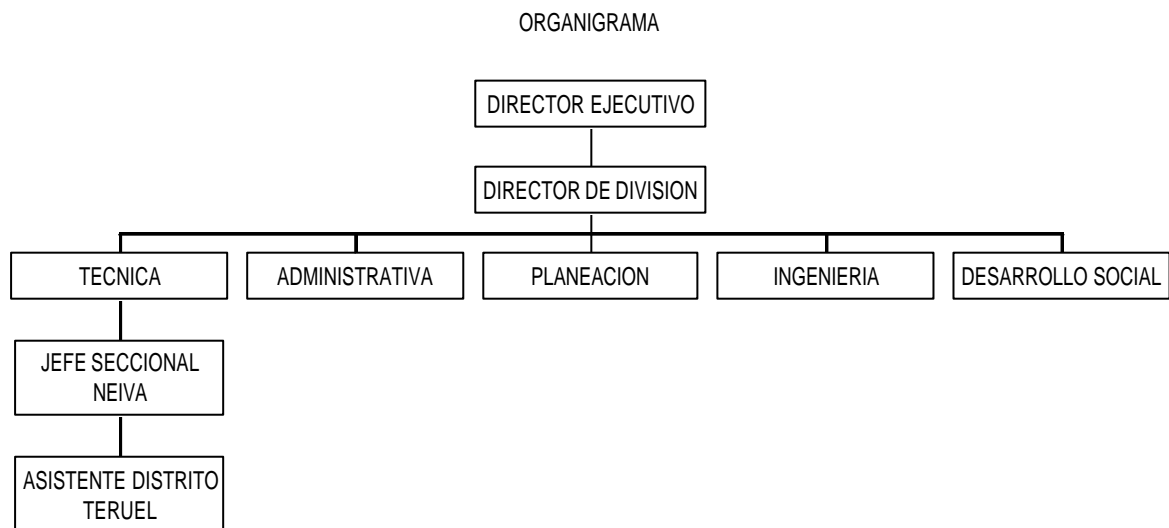 ORGANIGRAMA
DIRECTOR EJECUTIVO
DIRECTOR DE DIVISION
TECNICA
ADMINISTRATIVA
PLANEACION
INGENIERIA
DESARROLLO SOCIAL
JEFE SECCIONAL
NEIVA
ASISTENTE DISTRITO
TERUEL